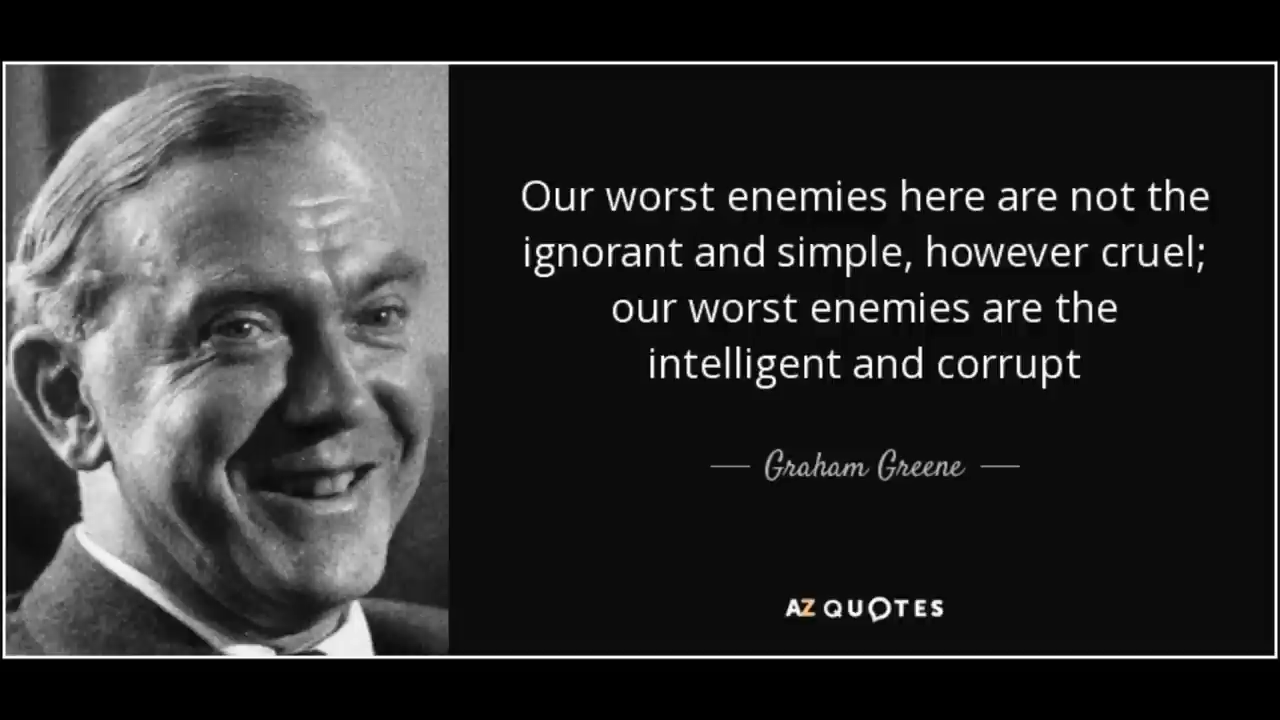 Our worst enemies here are not the
ignorant and simple, however cruel;
our worst enemies are the
intelligent and corrupt
Graham Greene
AZ QUOTES